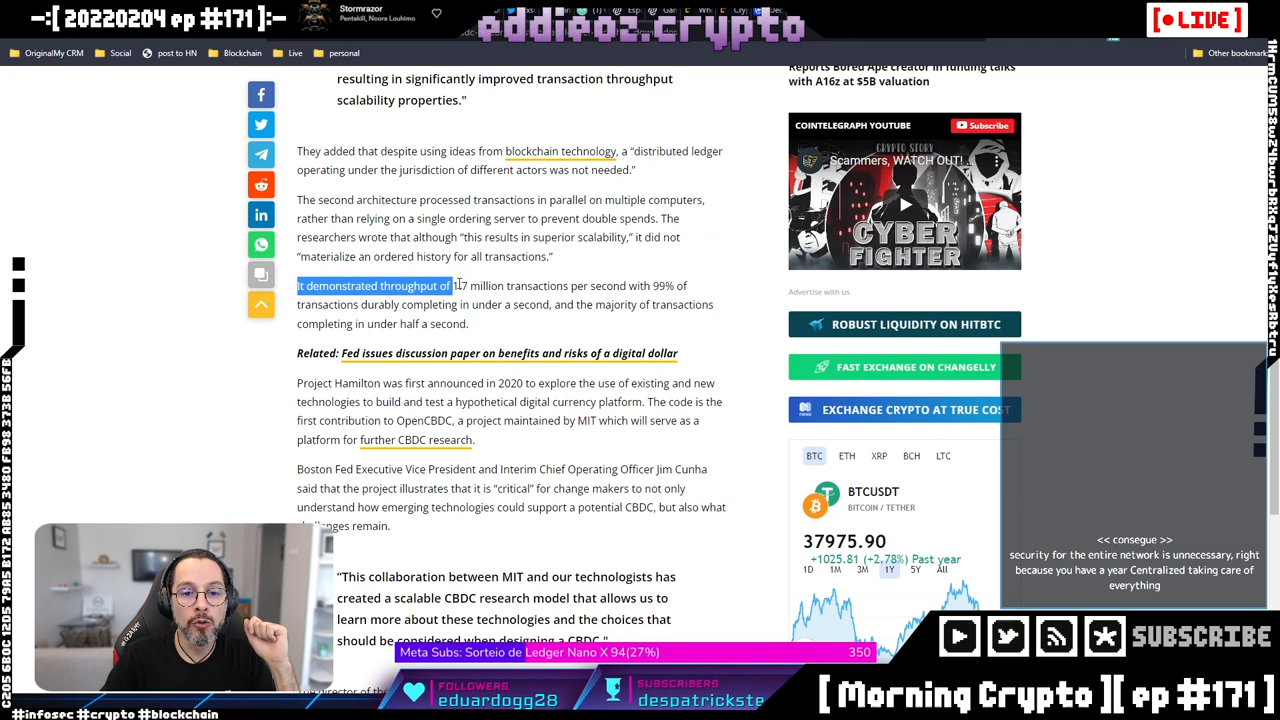 -:[ 20220204 ep #171]:-
Stormrazor
Pentakill, Noora Louhimo
eddieoz.crypto
[● LIVE]
OriginalMy CRM
Social
post to HN
Blockchain
Live
personal
Other bookmark
resulting in significantly improved transaction throughput
scalability properties."
They added that despite using ideas from blockchain technology, a “distributed ledger
operating under the jurisdiction of different actors was not needed.”
The second architecture processed transactions in parallel on multiple computers,
rather than relying on a single ordering server to prevent double spends. The
researchers wrote that although “this results in superior scalability,” it did not
“materialize an ordered history for all transactions.”
It demonstrated throughput of 1.7 million transactions per second with 99% of
transactions durably completing in under a second, and the majority of transactions
completing in under half a second.
Related: Fed issues discussion paper on benefits and risks of a digital dollar
Project Hamilton was first announced in 2020 to explore the use of existing and new
technologies to build and test a hypothetical digital currency platform. The code is the
first contribution to OpenCBDC, a project maintained by MIT which will serve as a
platform for further CBDC research.
Boston Fed Executive Vice President and Interim Chief Operating Officer Jim Cunha
said that the project illustrates that it is “critical” for change makers to not only
understand how emerging technologies could support a potential CBDC, but also what
challenges remain.
“This collaboration between MIT and our technologists has
created a scalable CBDC research model that allows us to
learn more about these technologies and the choices that
should be considered when designing a CBDC."
The director of the
Reports Bored Ape creator in funding talks
with A16z at $5B valuation
COINTELEGRAPH YOUTUBE
Subscribe
CRYPTO STORY
Scammers, WATCH OUT! ...
CYBER
FIGHTER
Advertise with us
ROBUST LIQUIDITY ON HITBTC
FAST EXCHANGE ON CHANGELLY
EXCHANGE CRYPTO AT TRUE COST
BTC ETH XRP BCH LTC
BTCUSDT
BITCOIN / TETHER
37975.90
+1025.81 (+2.78%) Past year
1D 1M 3M 1Y 5Y All
<< consegue >>
security for the entire network is unnecessary, right
because you have a year Centralized taking care of
everything
Meta Subs: Sorteio de Ledger Nano X 94(27%)
350
FOLLOWERS
eduardogg28
SUBSCRIBERS
despatrickste
SUBSCRIBE
[Morning Crypto][ep #171]
#infosec #crypto #blockchain